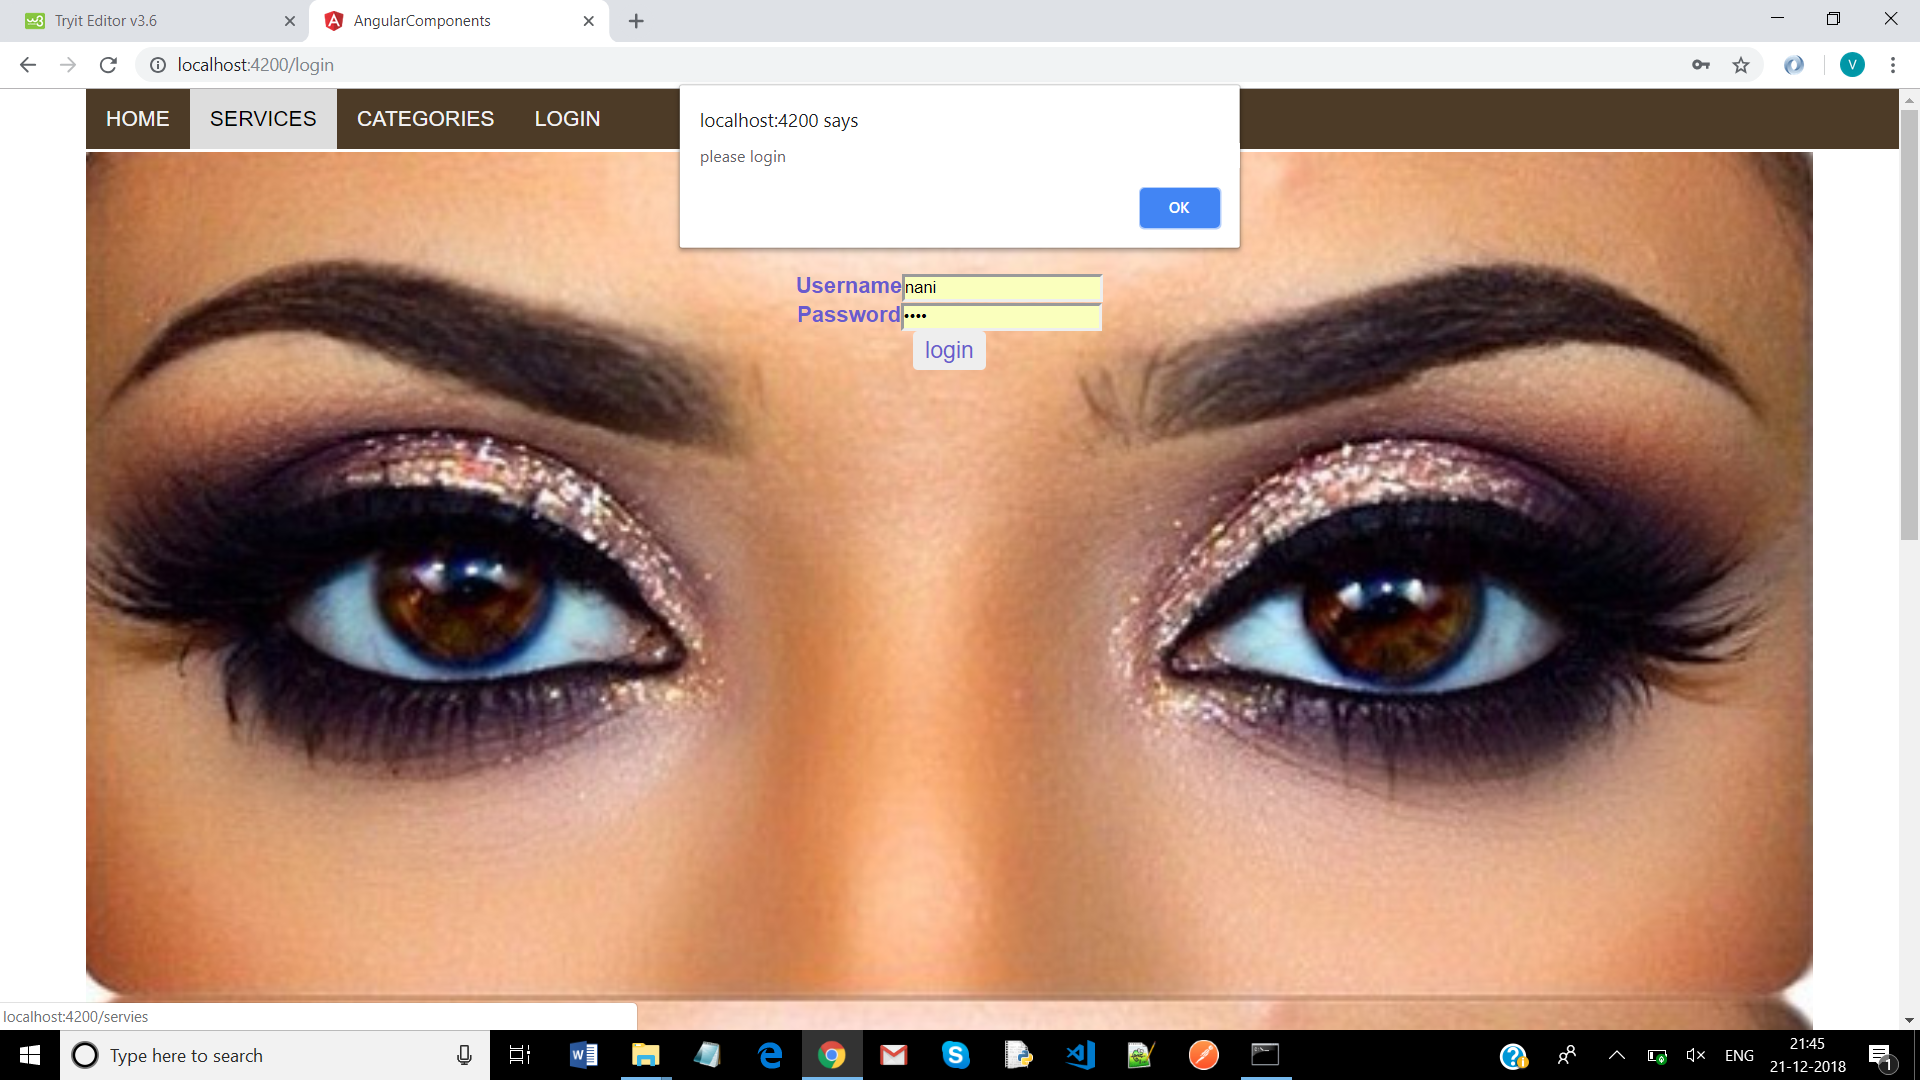 Tryit Editor v3.6
AngularComponents
localhost:4200/login
V
HOME SERVICES CATEGORIES LOGIN
localhost:4200 says
please login
OK
Username nani
Password ••••
login
localhost:4200/servies
Type here to search
ENG
21:45
21-12-2018
1